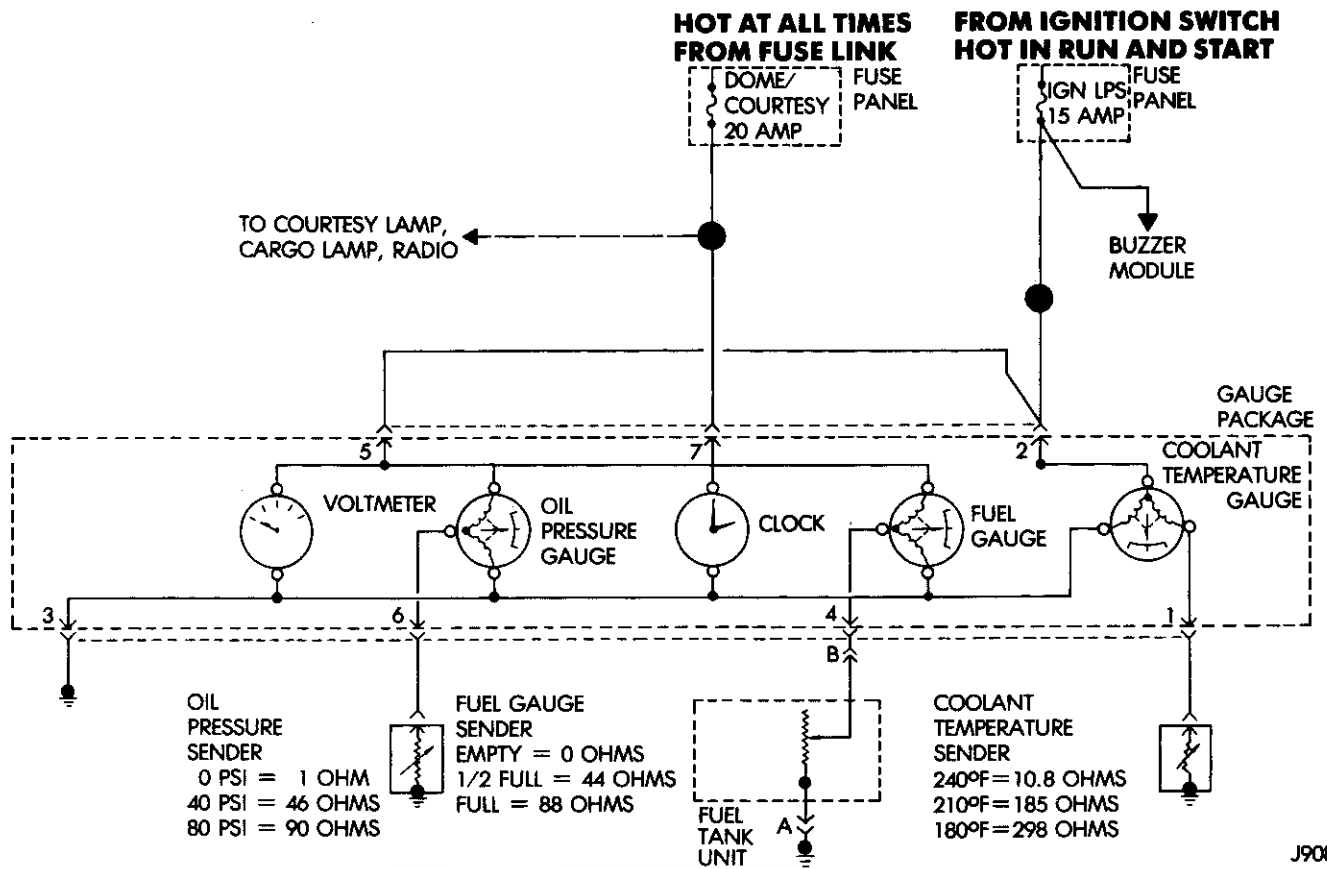 HOT AT ALL TIMES
FROM FUSE LINK
FROM IGNITION SWITCH
HOT IN RUN AND START
DOME/
COURTESY
20 AMP
FUSE
PANEL
IGN LPS
15 AMP
FUSE
PANEL
TO COURTESY LAMP,
CARGO LAMP, RADIO
BUZZER
MODULE
GAUGE
PACKAGE
5
7
2
COOLANT
TEMPERATURE
GAUGE
VOLTMETER
OIL
PRESSURE
GAUGE
CLOCK
FUEL
GAUGE
3
6
4
1
B
OIL
PRESSURE
SENDER
0 PSI = 1 OHM
40 PSI = 46 OHMS
80 PSI = 90 OHMS
FUEL GAUGE
SENDER
EMPTY = 0 OHMS
1/2 FULL = 44 OHMS
FULL = 88 OHMS
FUEL
TANK
UNIT
A
COOLANT
TEMPERATURE
SENDER
240ºF=10.8 OHMS
210ºF=185 OHMS
180ºF=298 OHMS